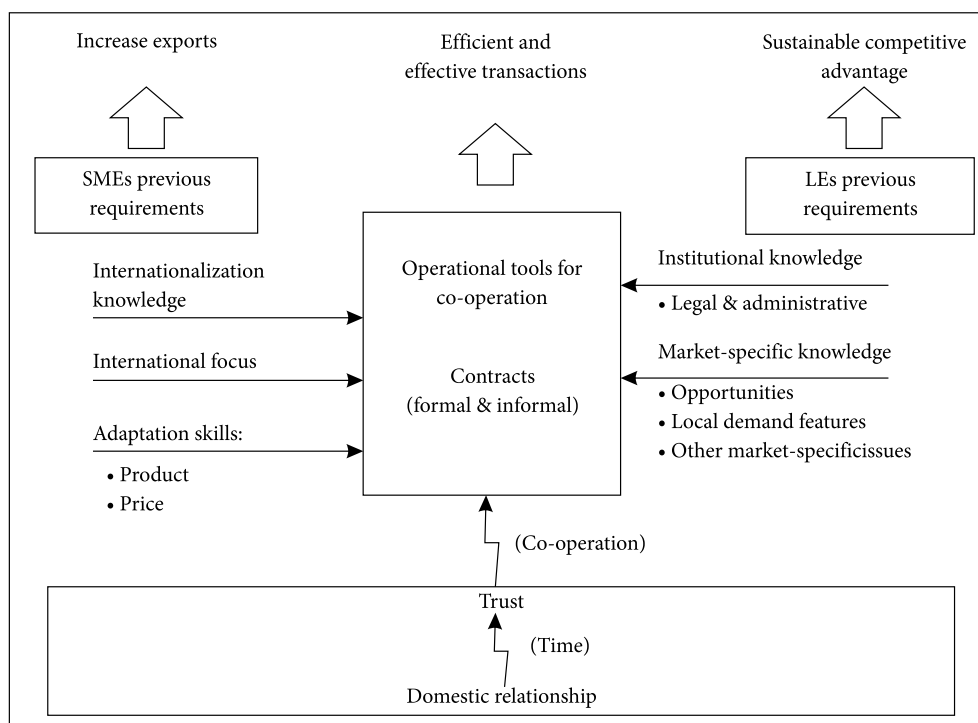 Increase exports
Efficient and
effective transactions
Sustainable competitive
advantage
SMEs previous
requirements
LEs previous
requirements
Internationalization
knowledge
International focus
Adaptation skills:
• Product
• Price
Operational tools for
co-operation
Contracts
(formal & informal)
Institutional knowledge
• Legal & administrative
Market-specific knowledge
• Opportunities
• Local demand features
• Other market-specificissues
(Co-operation)
Trust
(Time)
Domestic relationship